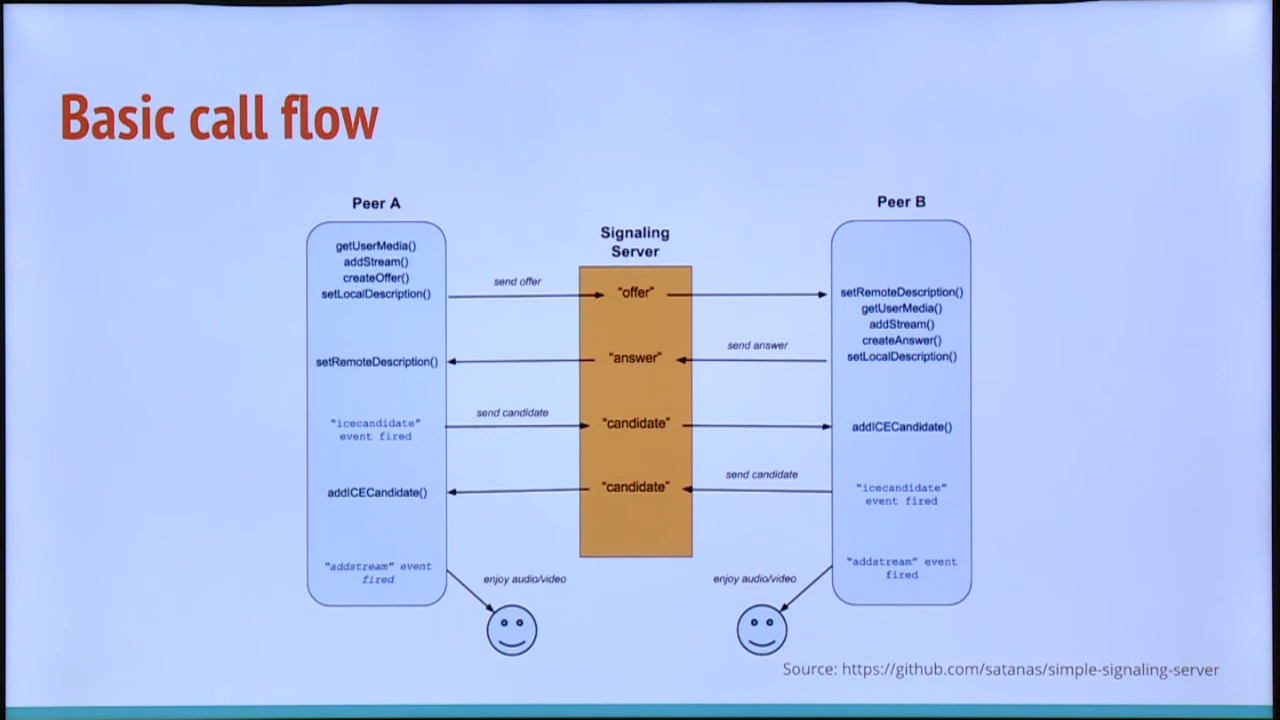 Basic call flow
Peer A
Peer B
Signaling
Server
getUserMedia()
addStream()
createOffer()
setLocalDescription()
send offer
"offer"
setRemoteDescription()
getUserMedia()
addStream()
createAnswer()
setLocalDescription()
send answer
"answer"
setRemoteDescription()
"icecandidate"
event fired
send candidate
"candidate"
addICECandidate()
"icecandidate"
event fired
send candidate
"candidate"
addICECandidate()
"addstream" event
fired
enjoy audio/video
enjoy audio/video
"addstream" event
fired
Source: https://github.com/satanas/simple-signaling-server